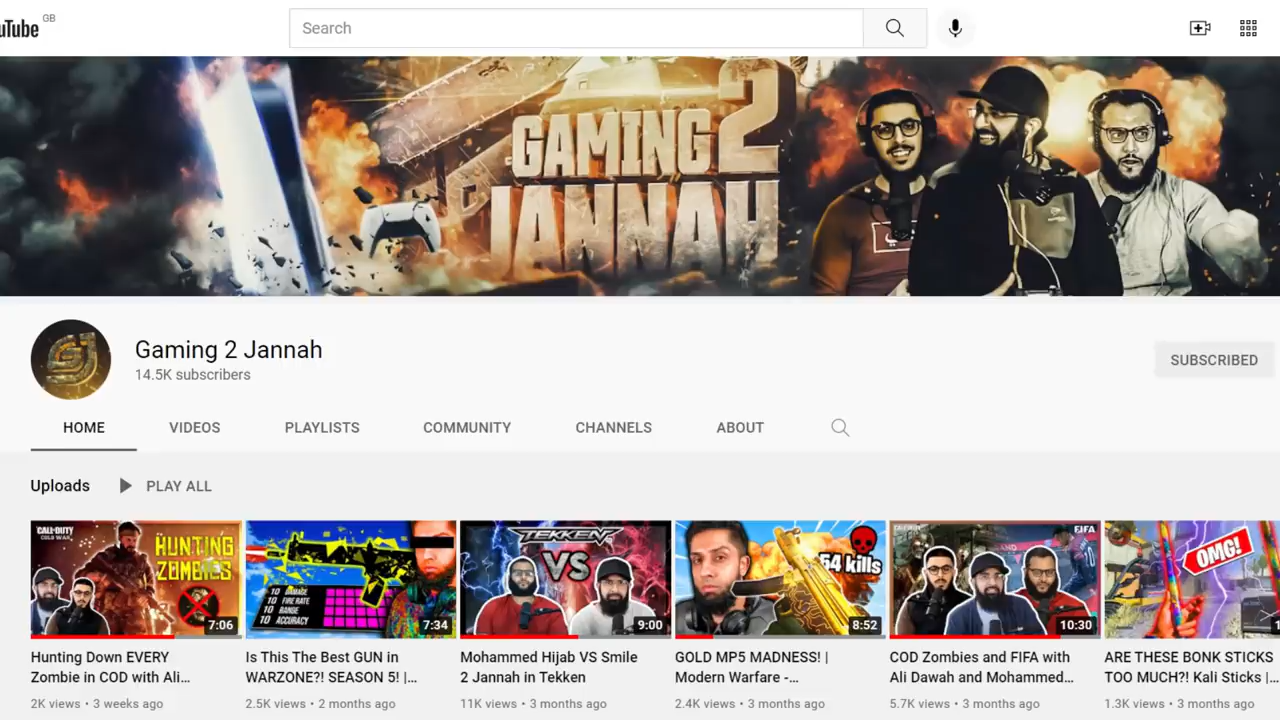 uTube GB
Search
GAMING 2
JANNAH
Gaming 2 Jannah
14.5K subscribers
SUBSCRIBED
HOME
VIDEOS
PLAYLISTS
COMMUNITY
CHANNELS
ABOUT
Uploads
PLAY ALL
CALL OF DUTY
COLD WAR
HUNTING
ZOMBIES
7:06
Hunting Down EVERY
Zombie in COD with Ali...
2K views • 3 weeks ago
10 DAMAGE
10 FIRE RATE
10 RANGE
10 ACCURACY
7:34
Is This The Best GUN in
WARZONE?! SEASON 5! |...
2.5K views • 2 months ago
TEKKEN 7
VS
9:00
Mohammed Hijab VS Smile
2 Jannah in Tekken
11K views • 3 months ago
54 kills
8:52
GOLD MP5 MADNESS! |
Modern Warfare -...
2.4K views • 3 months ago
FIFA
10:30
COD Zombies and FIFA with
Ali Dawah and Mohammed...
5.7K views • 3 months ago
OMG!
ARE THESE BONK STICKS
TOO MUCH?! Kali Sticks |...
1.3K views • 3 months ago